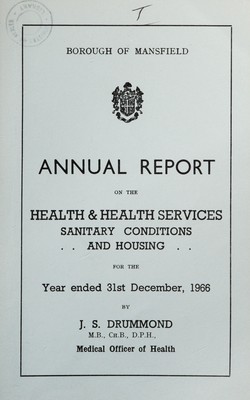 T
BOROUGH OF MANSFIELD
ANNUAL REPORT
ON THE
HEALTH & HEALTH SERVICES
SANITARY CONDITIONS
. . AND HOUSING . .
FOR THE
Year ended 31st December, 1966
BY
J. S. DRUMMOND
M.B., CH.B., D.P.H.,
Medical Officer of Health